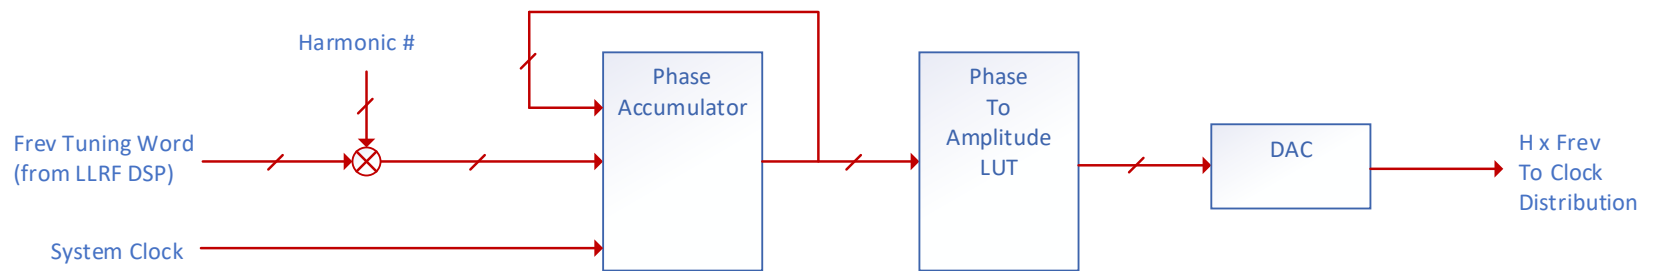 Harmonic #
Frev Tuning Word
(from LLRF DSP)
System Clock
Phase
Accumulator
Phase
To
Amplitude
LUT
DAC
H x Frev
To Clock
Distribution